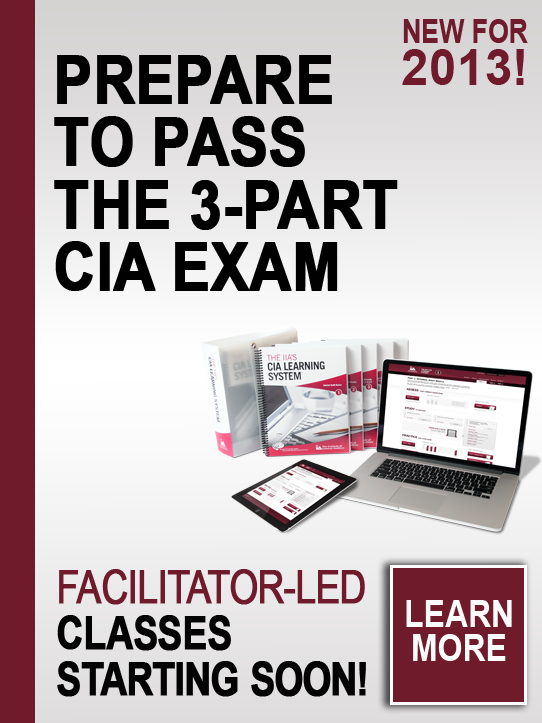 NEW FOR
2013!
PREPARE
TO PASS
THE 3-PART
CIA EXAM
THE IIA'S
CIA LEARNING
SYSTEM
FACILITATOR-LED
CLASSES
STARTING SOON!
LEARN
MORE